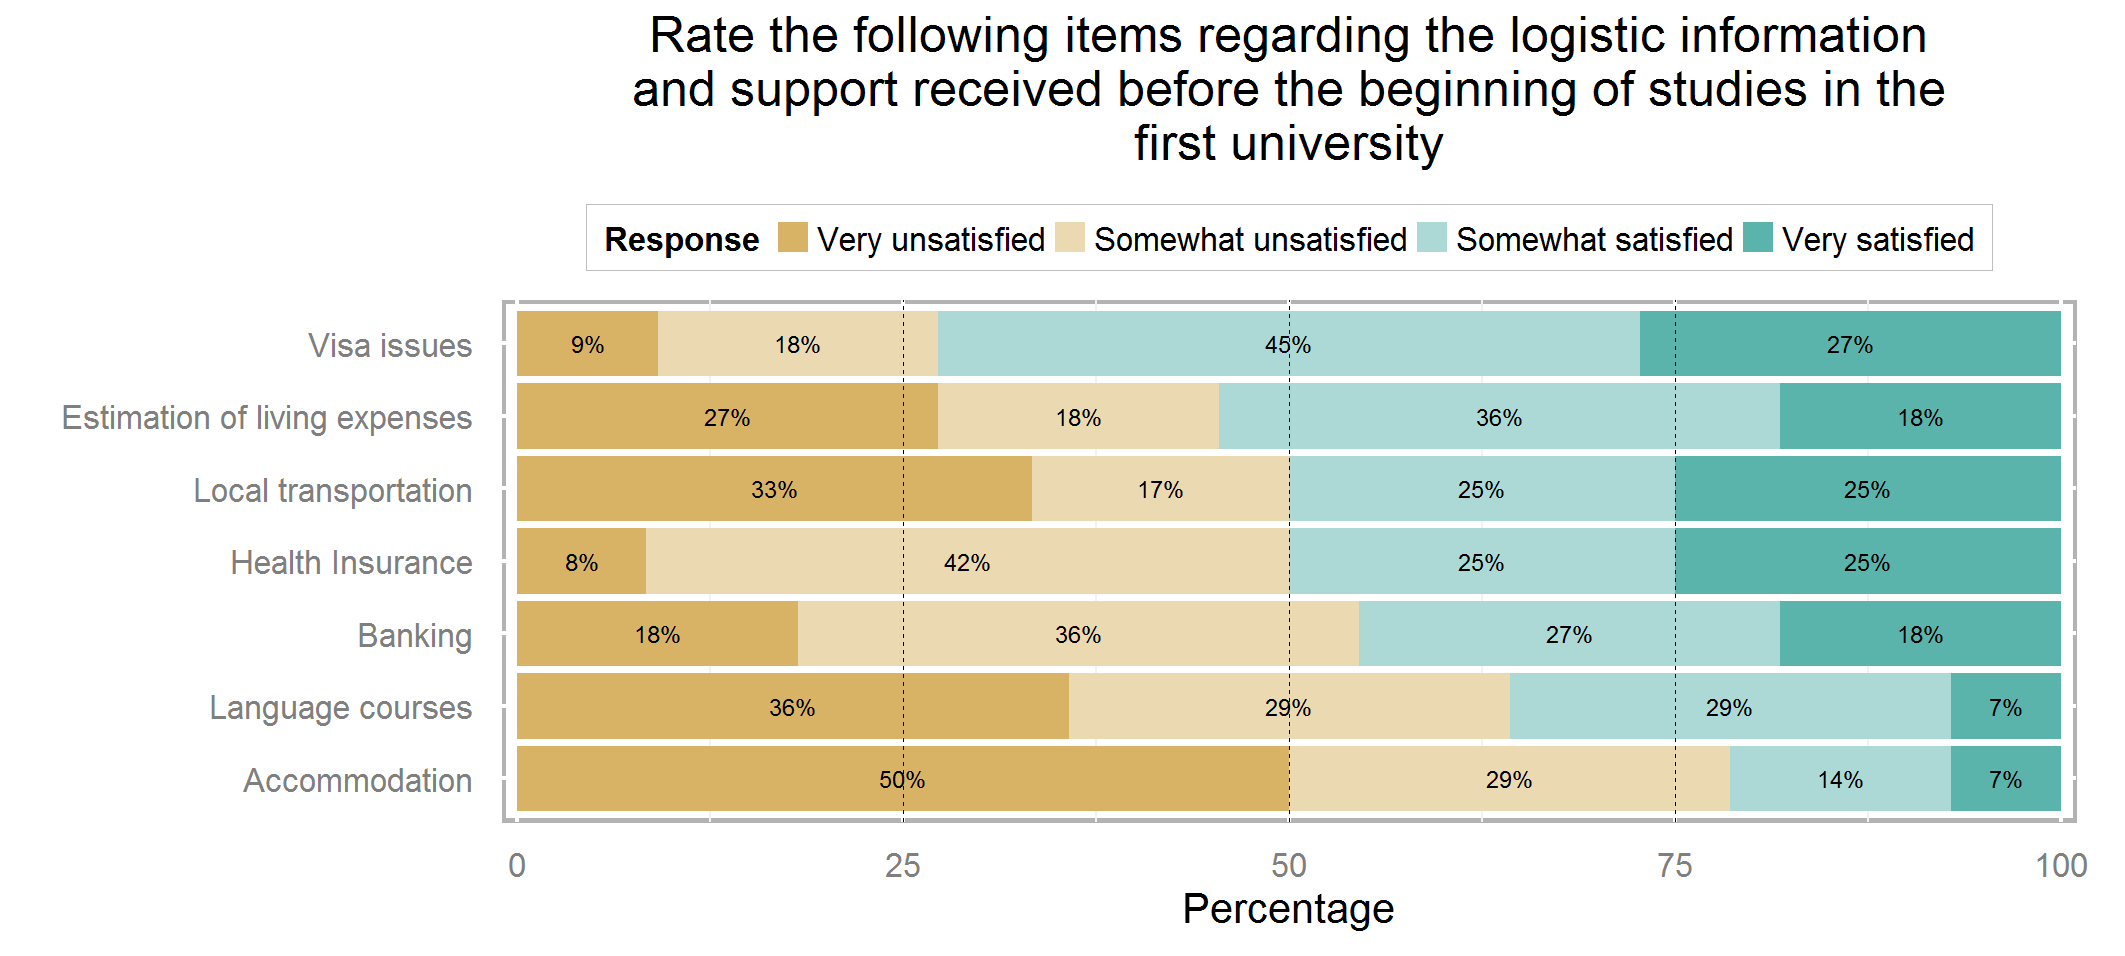 Rate the following items regarding the logistic information
and support received before the beginning of studies in the
first university
Response Very unsatisfied Somewhat unsatisfied Somewhat satisfied Very satisfied
Visa issues 9% 18% 45% 27%
Estimation of living expenses 27% 18% 36% 18%
Local transportation 33% 17% 25% 25%
Health Insurance 8% 42% 25% 25%
Banking 18% 36% 27% 18%
Language courses 36% 29% 29% 7%
Accommodation 50% 29% 14% 7%
0 25 50 75 100
Percentage